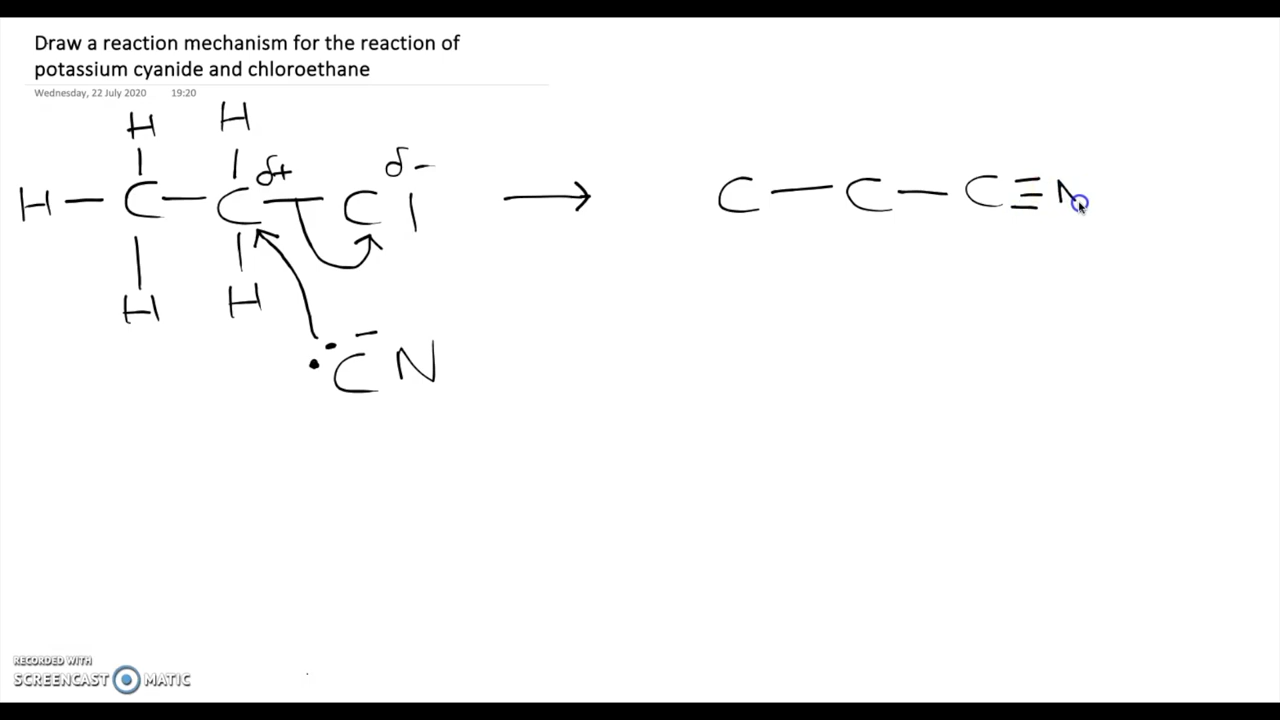 Draw a reaction mechanism for the reaction of
potassium cyanide and chloroethane
Wednesday, 22 July 2020 19:20
H H
δ+ δ-
H - C - C - Cl → C - C - C ≡ N
H H
: C̄ N
RECORDED WITH
SCREENCAST MATIC